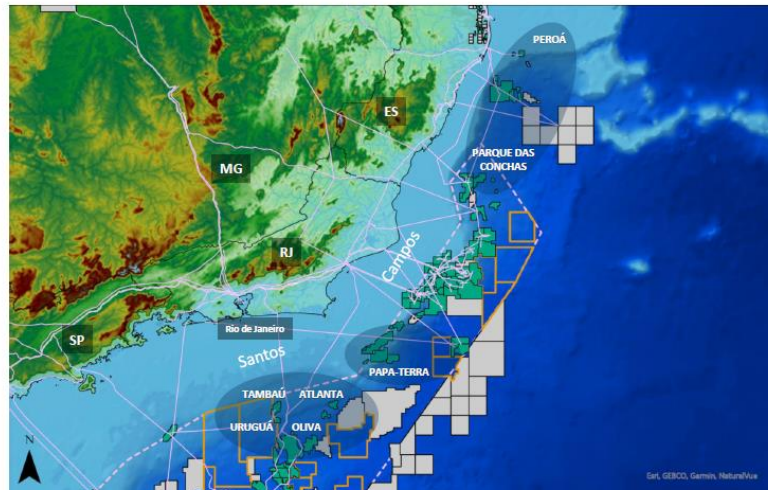 PEROÁ
ES
PARQUE DAS
CONCHAS
MG
RJ
Campos
SP
Rio de Janeiro
Santos
PAPA-TERRA
TAMBAÚ ATLANTA
URUGUÁ OLIVA
N
Esri, GEBCO, Garmin, NaturalVue